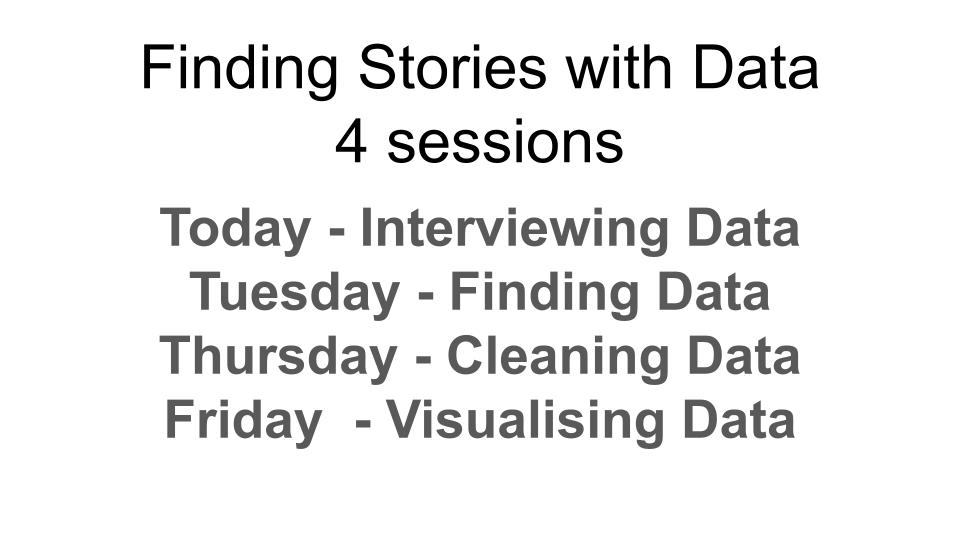 Finding Stories with Data
4 sessions
Today - Interviewing Data
Tuesday - Finding Data
Thursday - Cleaning Data
Friday  - Visualising Data